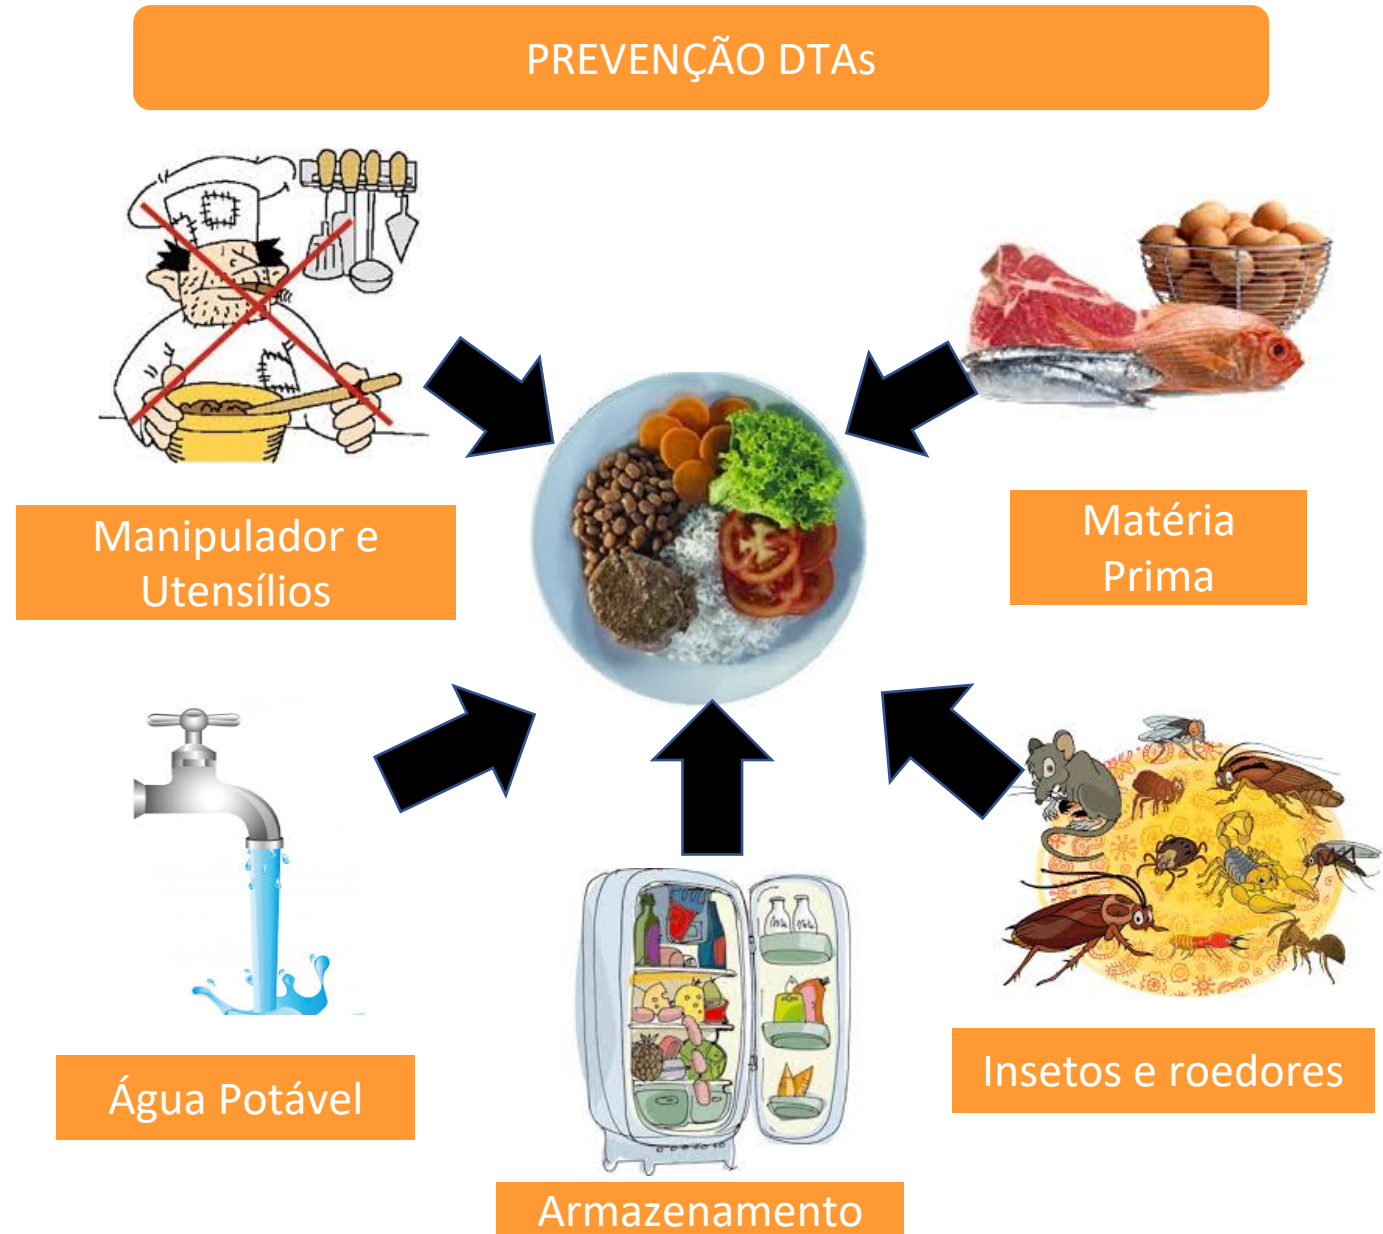 PREVENÇÃO DTAs
Manipulador e
Utensílios
Matéria
Prima
Água Potável
Insetos e roedores
Armazenamento